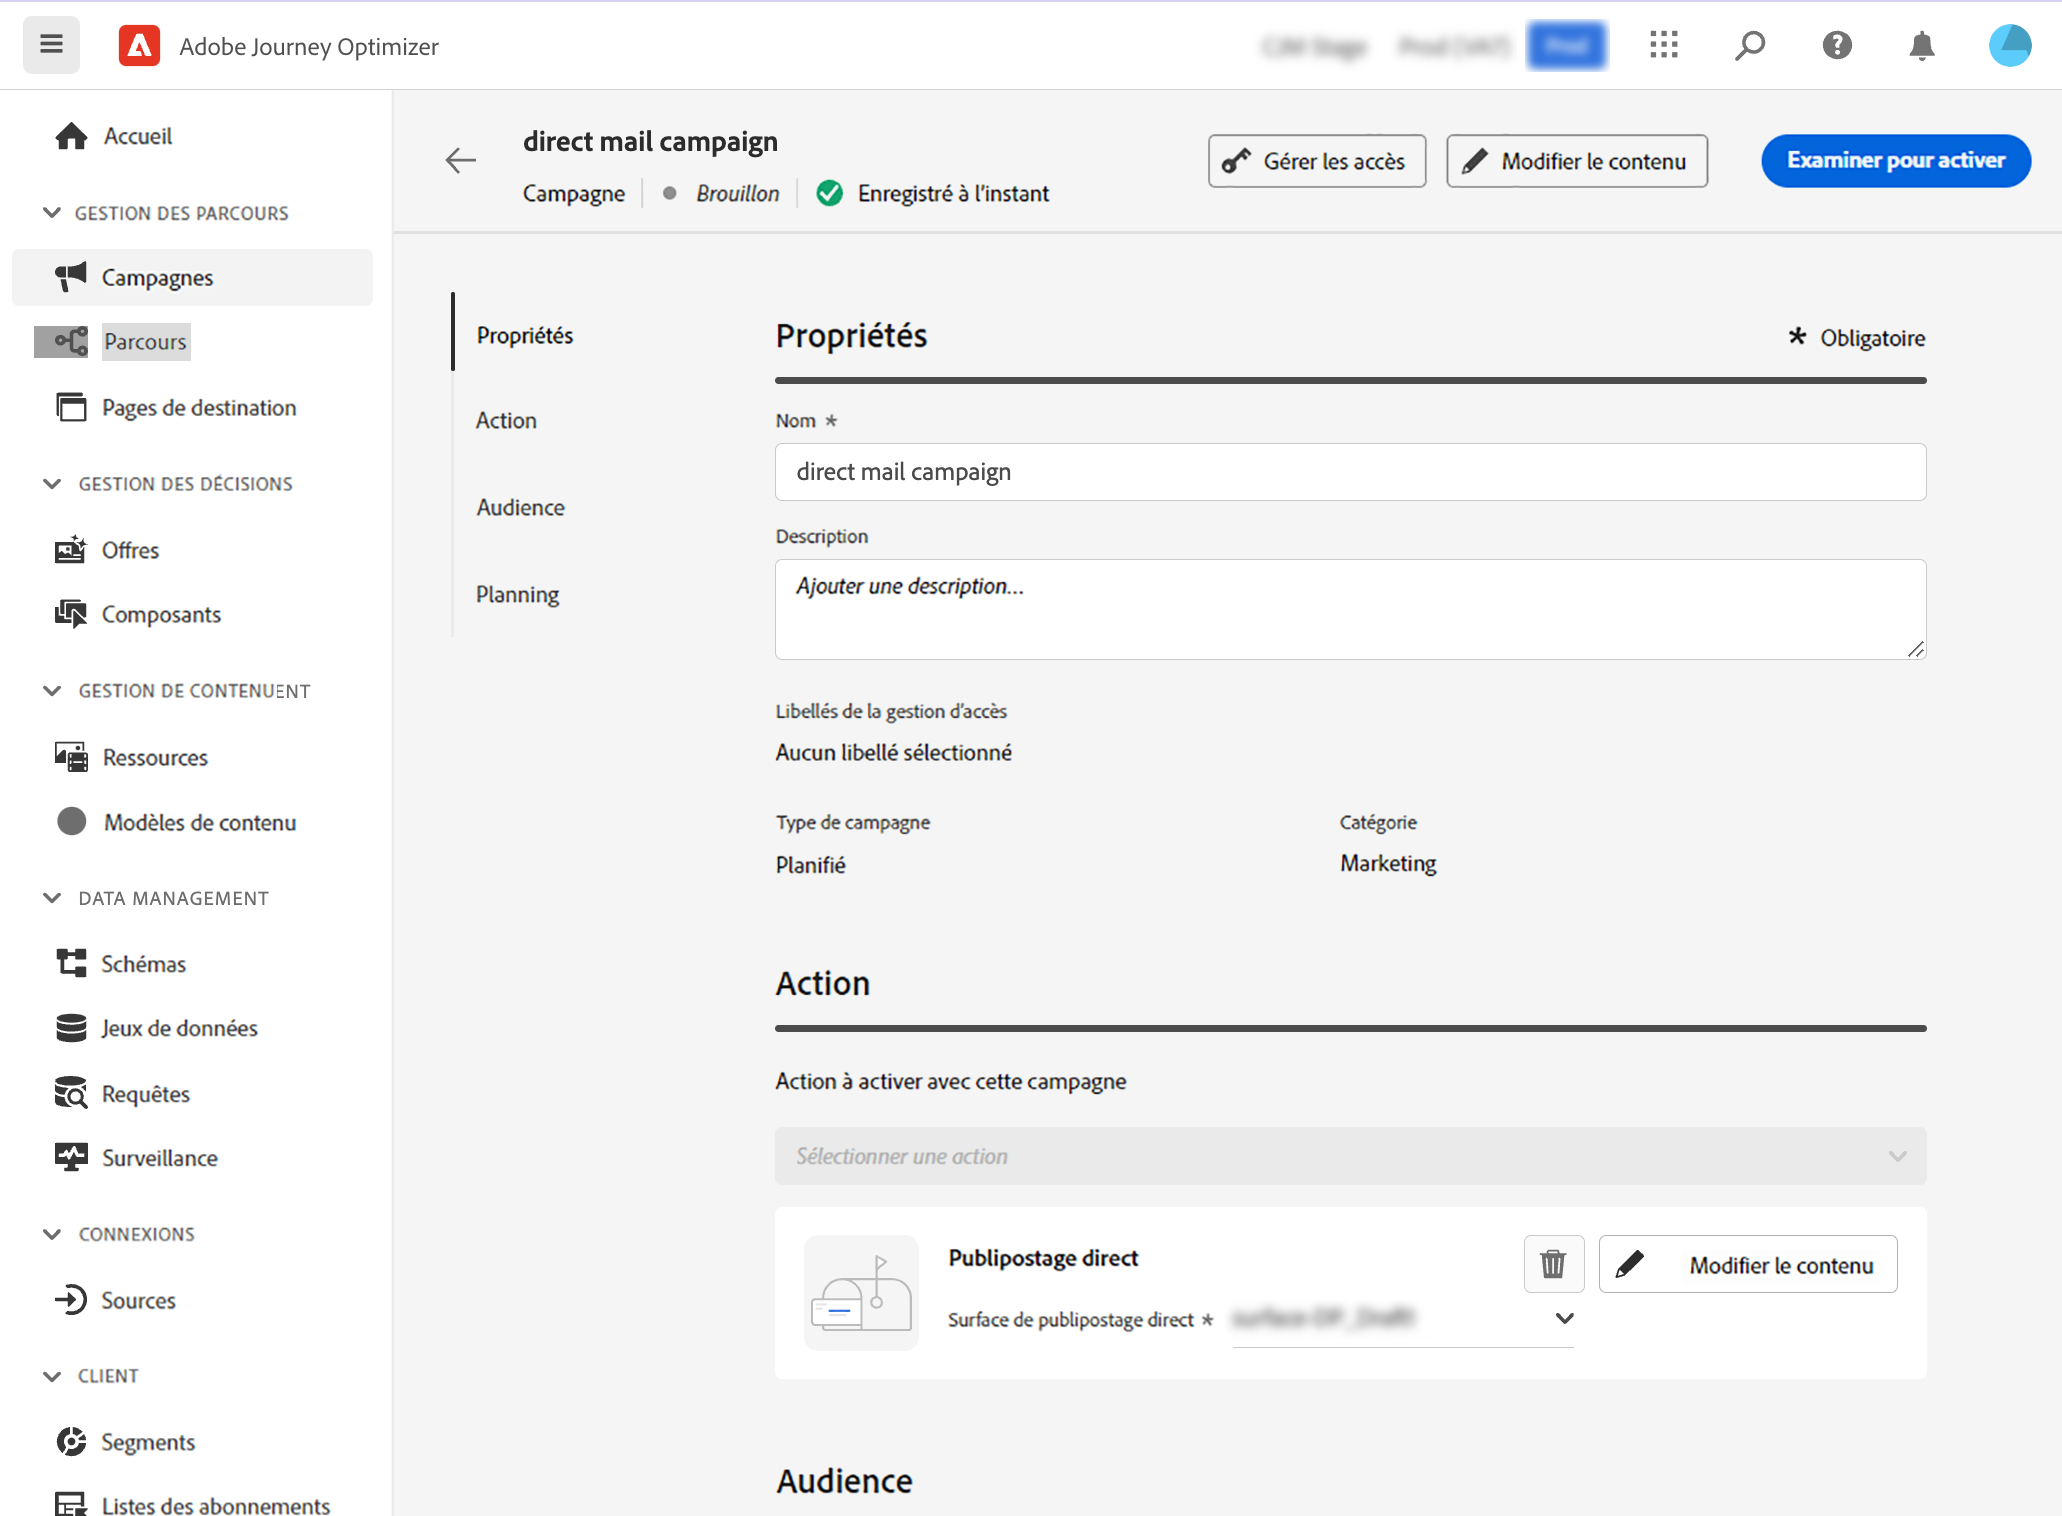 Adobe Journey Optimizer
Accueil
GESTION DES PARCOURS
Campagnes
Parcours
Pages de destination
GESTION DES DÉCISIONS
Offres
Composants
GESTION DE CONTENUENT
Ressources
Modèles de contenu
DATA MANAGEMENT
Schémas
Jeux de données
Requêtes
Surveillance
CONNEXIONS
Sources
CLIENT
Segments
Listes des abonnements
direct mail campaign
Campagne
Brouillon
Enregistré à l'instant
Gérer les accès
Modifier le contenu
Examiner pour activer
Propriétés
Action
Audience
Planning
Propriétés
* Obligatoire
Nom *
direct mail campaign
Description
Ajouter une description...
Libellés de la gestion d'accès
Aucun libellé sélectionné
Type de campagne
Planifié
Catégorie
Marketing
Action
Action à activer avec cette campagne
Sélectionner une action
Publipostage direct
Modifier le contenu
Surface de publipostage direct *
Audience